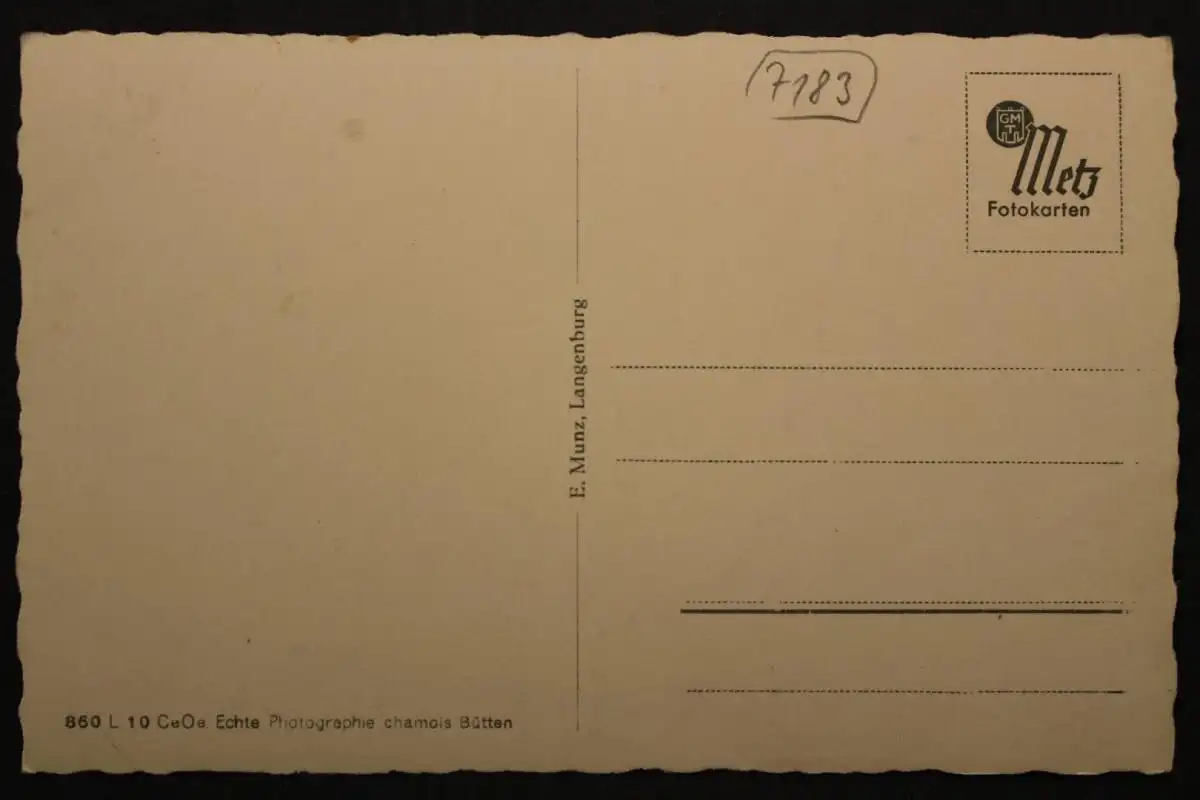 7183
GMT
Metz
Fotokarten
E. Munz, Langenburg
860 L 10 CeOe. Echte Photographie chamois Bütten